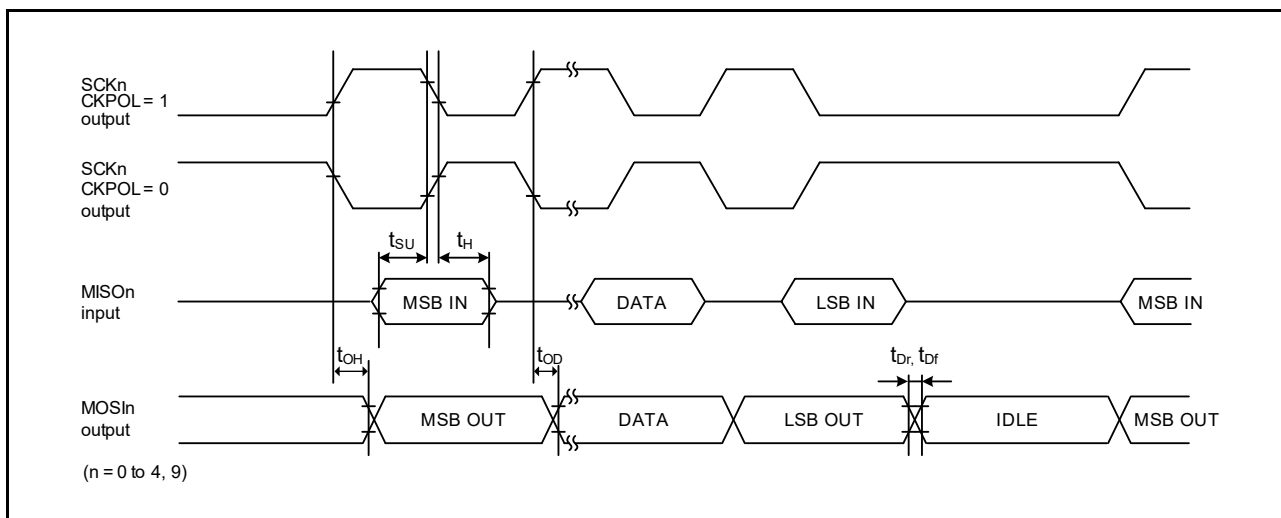 SCKn
CKPOL = 1
output
SCKn
CKPOL = 0
output
tSU
tH
MISOn
input
MSB IN
DATA
LSB IN
MSB IN
tOH
tOD
tDr, tDf
MOSIn
output
MSB OUT
DATA
LSB OUT
IDLE
MSB OUT
(n = 0 to 4, 9)